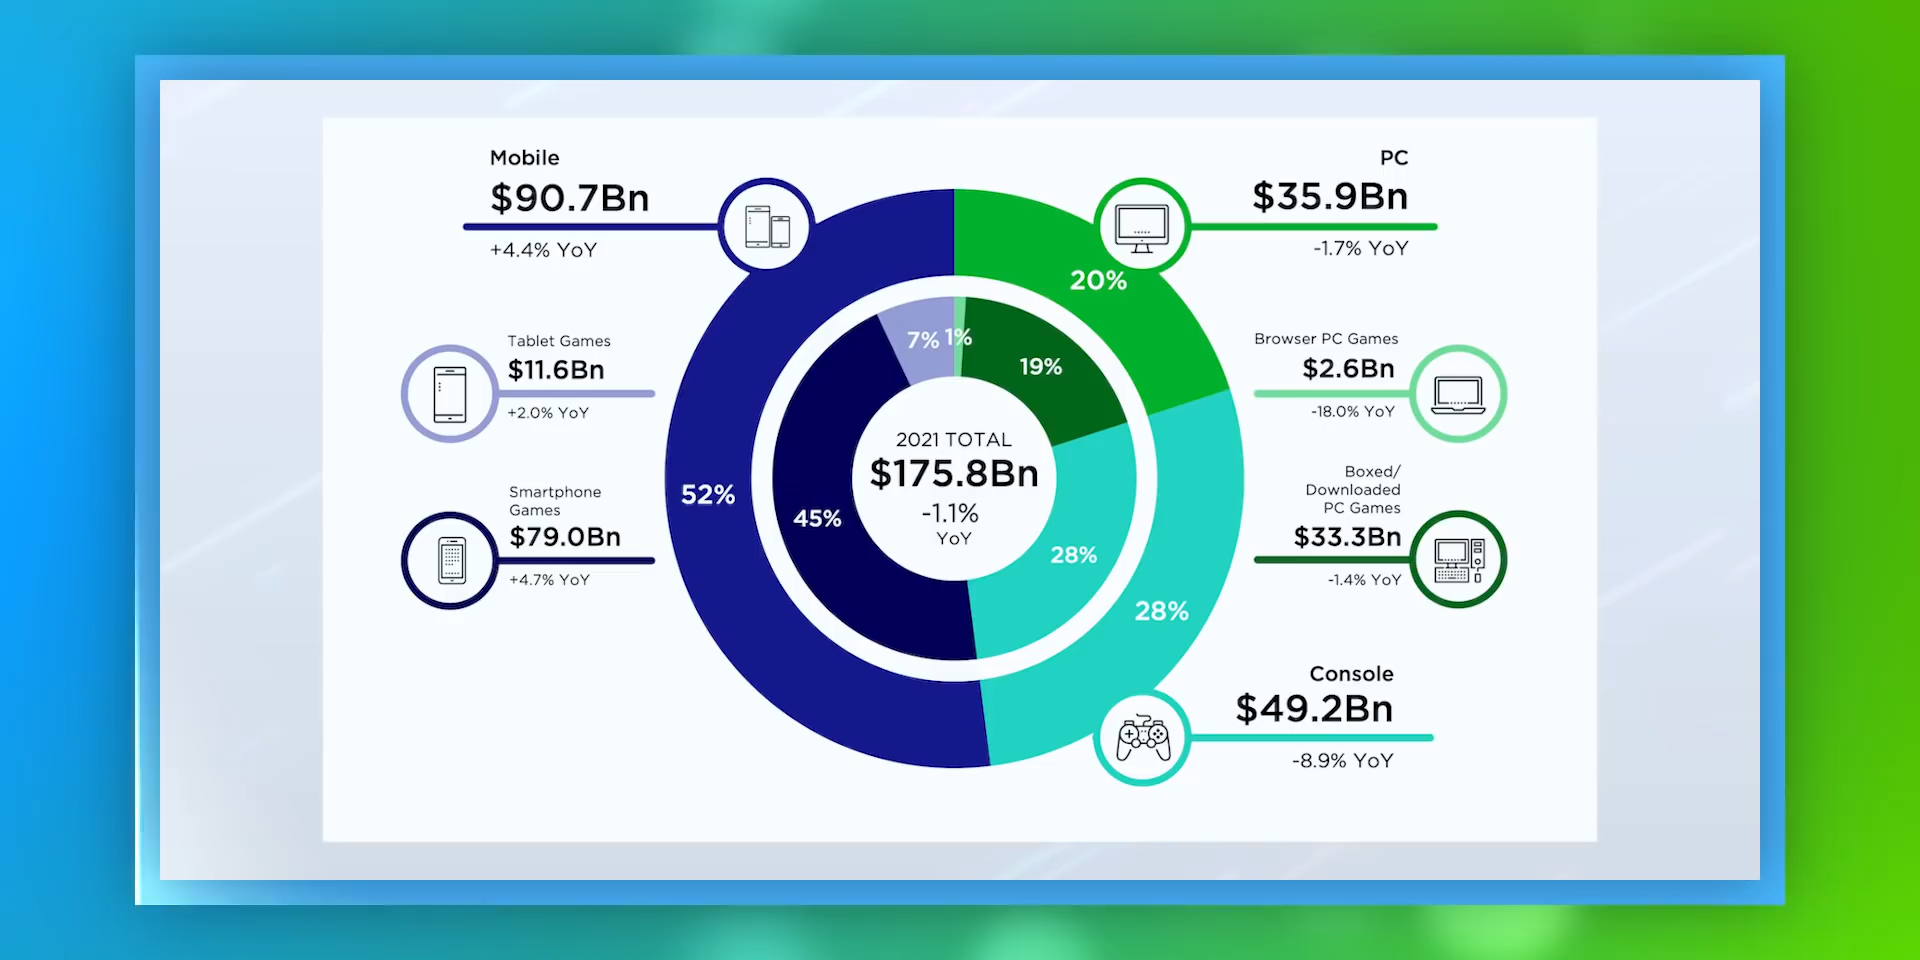 Mobile
$90.7Bn
+4.4% YoY
PC
$35.9Bn
-1.7% YoY
20%
Tablet Games
$11.6Bn
+2.0% YoY
7%
1%
19%
Browser PC Games
$2.6Bn
-18.0% YoY
Smartphone
Games
$79.0Bn
+4.7% YoY
52%
45%
2021 TOTAL
$175.8Bn
-1.1%
YoY
28%
28%
Boxed/
Downloaded
PC Games
$33.3Bn
-1.4% YoY
Console
$49.2Bn
-8.9% YoY